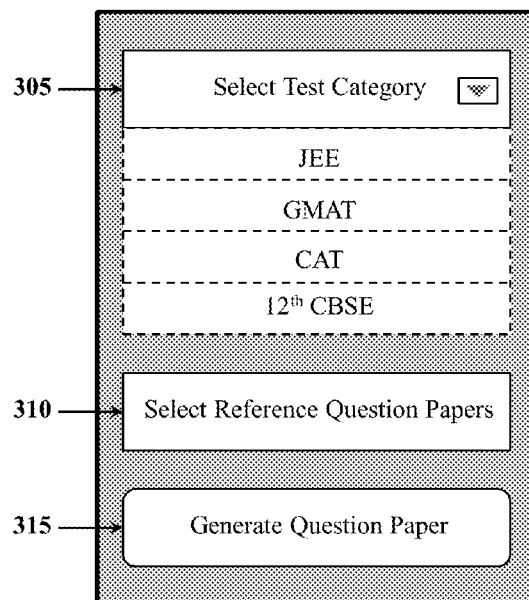 305
Select Test Category
JEE
GMAT
CAT
12th CBSE
310
Select Reference Question Papers
315
Generate Question Paper